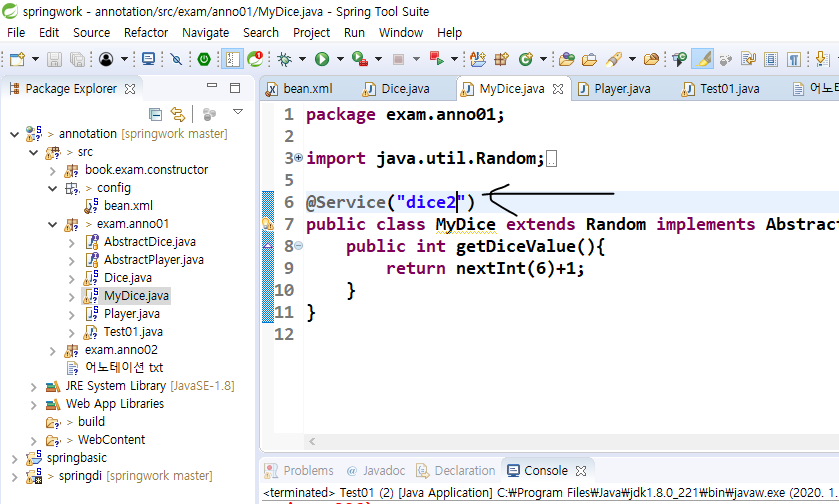 springwork - annotation/src/exam/anno01/MyDice.java - Spring Tool Suite
File Edit Source Refactor Navigate Search Project Run Window Help
Package Explorer
bean.xml Dice.java MyDice.java Player.java Test01.java
> annotation [springwork master]
> src
book.exam.constructor
> config
bean.xml
> exam.anno01
AbstractDice.java
AbstractPlayer.java
Dice.java
MyDice.java
Player.java
Test01.java
exam.anno02
어노테이션 txt
JRE System Library [JavaSE-1.8]
Web App Libraries
> build
> WebContent
springbasic
> springdi [springwork master]
1 package exam.anno01;
2
3 import java.util.Random;
5
6 @Service("dice2")
7 public class MyDice extends Random implements Abstract
8 public int getDiceValue(){
9 return nextInt(6)+1;
10 }
11 }
12
Problems @ Javadoc Declaration Console
<terminated> Test01 (2) [Java Application] C:₩Program Files₩Java₩jdk1.8.0_221₩bin₩javaw.exe (2020. 1.